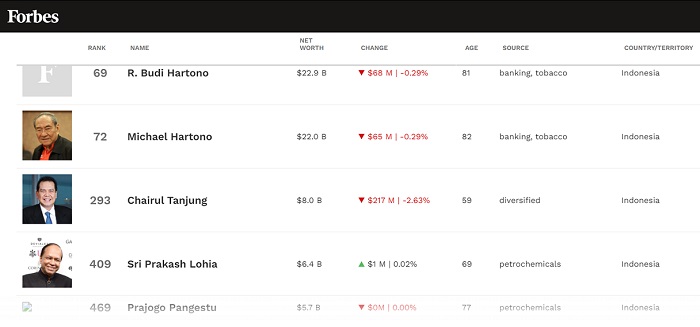 Forbes
RANK NAME NET WORTH CHANGE AGE SOURCE COUNTRY/TERRITORY
69 R. Budi Hartono $22.9 B ▼ $68 M | -0.29% 81 banking, tobacco Indonesia
72 Michael Hartono $22.0 B ▼ $65 M | -0.29% 82 banking, tobacco Indonesia
293 Chairul Tanjung $8.0 B ▼ $217 M | -2.63% 59 diversified Indonesia
409 Sri Prakash Lohia $6.4 B ▲ $1 M | 0.02% 69 petrochemicals Indonesia
469 Prajogo Pangestu $5.7 B ▼ $0M | 0.00% 77 petrochemicals Indonesia